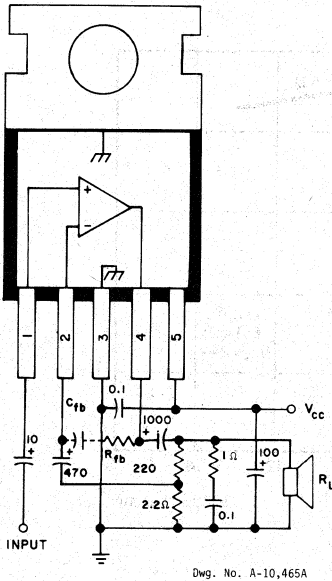 +
−
1 2 3 4 5
0.1
Cfb
1000
VCC
10 +
+
Rfb
+
470
220
1Ω
100
+
2.2Ω
0.1
RL
INPUT
Dwg. No. A-10,465A